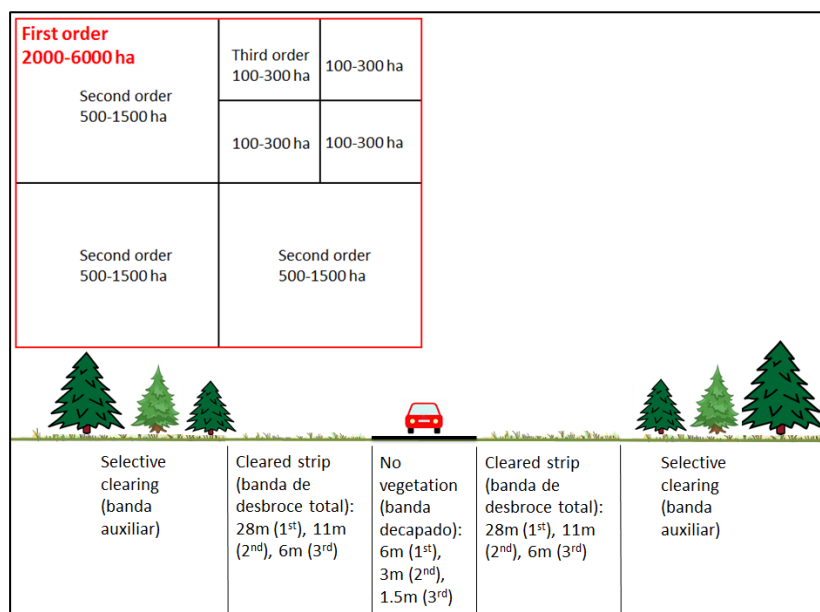 First order
2000-6000 ha
Second order
500-1500 ha
Third order
100-300 ha
100-300 ha
100-300 ha
100-300 ha
Second order
500-1500 ha
Second order
500-1500 ha
Selective
clearing
(banda
auxiliar)
Cleared strip
(banda de
desbroce total):
28m (1st), 11m
(2nd), 6m (3rd)
No
vegetation
(banda
decapado):
6m (1st),
3m (2nd),
1.5m (3rd)
Cleared strip
(banda de
desbroce total):
28m (1st), 11m
(2nd), 6m (3rd)
Selective
clearing
(banda
auxiliar)